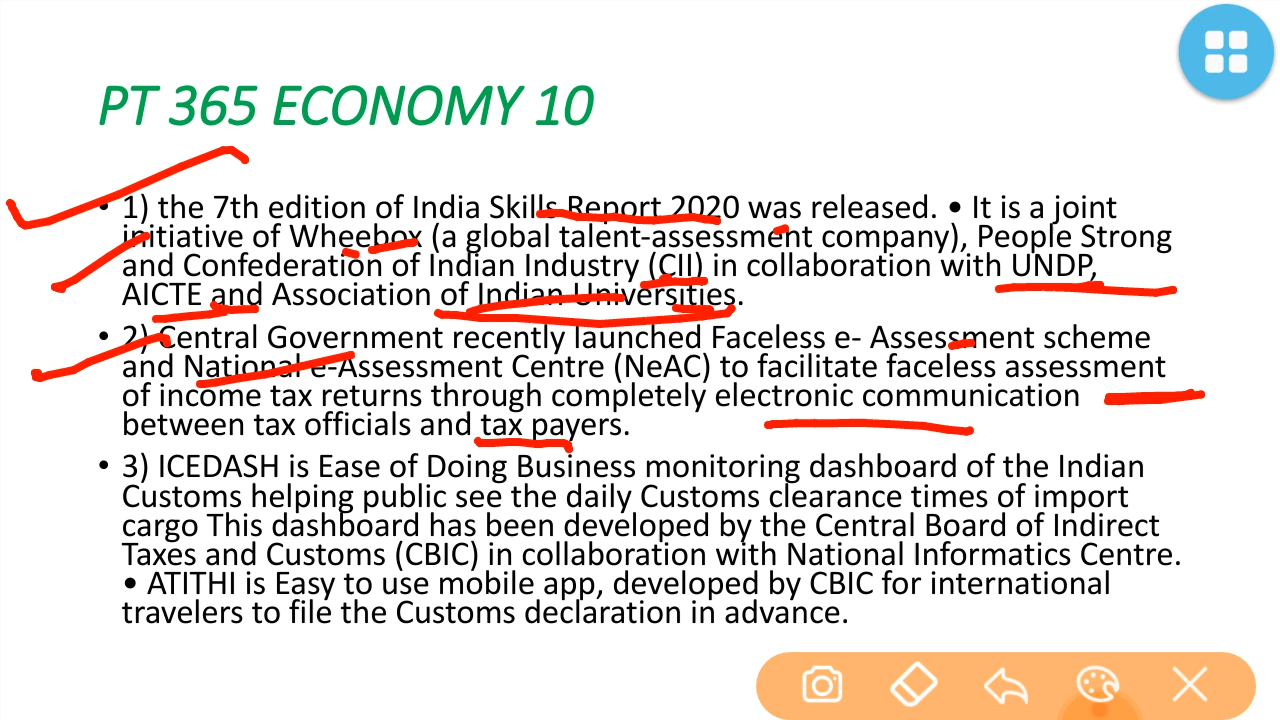 PT 365 ECONOMY 10
• 1) the 7th edition of India Skills Report 2020 was released. • It is a joint
initiative of Wheebox (a global talent-assessment company), People Strong
and Confederation of Indian Industry (CII) in collaboration with UNDP,
AICTE and Association of Indian Universities.
• 2) Central Government recently launched Faceless e- Assessment scheme
and National e-Assessment Centre (NeAC) to facilitate faceless assessment
of income tax returns through completely electronic communication
between tax officials and tax payers.
• 3) ICEDASH is Ease of Doing Business monitoring dashboard of the Indian
Customs helping public see the daily Customs clearance times of import
cargo This dashboard has been developed by the Central Board of Indirect
Taxes and Customs (CBIC) in collaboration with National Informatics Centre.
• ATITHI is Easy to use mobile app, developed by CBIC for international
travelers to file the Customs declaration in advance.